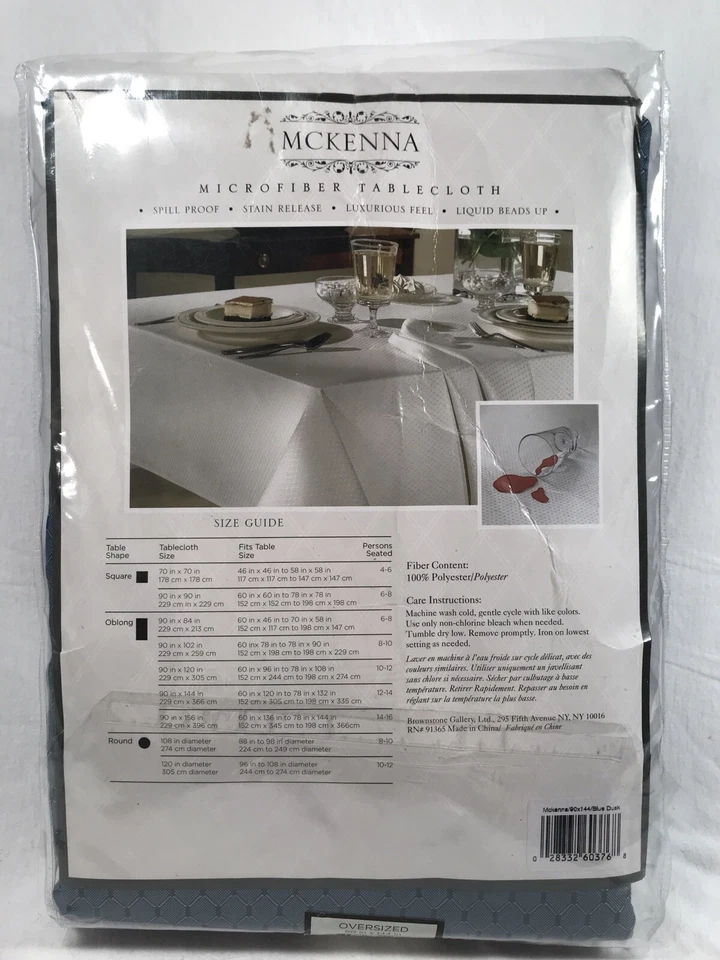 MCKENNA
MICROFIBER TABLECLOTH
• SPILL PROOF • STAIN RELEASE • LUXURIOUS FEEL • LIQUID BEADS UP •
SIZE GUIDE
Table Shape Tablecloth Size Fits Table Size Persons Seated
Square 70 in x 70 in 46 in x 46 in to 58 in x 58 in 4-6
178 cm x 178 cm 117 cm x 117 cm to 147 cm x 147 cm
90 in x 90 in 60 in x 60 in to 78 in x 78 in 6-8
229 cm in x 229 cm 152 cm x 152 cm to 198 cm x 198 cm
Oblong 90 in x 84 in 60 in x 46 in to 70 in x 58 in 6-8
229 cm x 213 cm 152 cm x 117 cm to 198 cm x 147 cm
90 in x 102 in 60 inx 78 in to 78 in x 90 in 8-10
229 cm x 259 cm 152 cm x 198 cm to 198 cm x 229 cm
90 in x 120 in 60 in x 96 in to 78 in x 108 in 10-12
229 cm x 305 cm 152 cm x 244 cm to 198 cm x 274 cm
90 in x 144 in 60 in x 120 in to 78 in x 132 in 12-14
229 cm x 366 cm 152 cm x 305 cm to 198 cm x 335 cm
90 in x 156 in 60 in x 136 in to 78 in x 144 in 14-16
229 cm x 396 cm 152 cm x 345 cm to 198 cm x 366cm
Round 108 in diameter 88 in to 98 in diameter 8-10
274 cm diameter 224 cm to 249 cm diameter
120 in diameter 96 in to 108 in diameter 10-12
305 cm diameter 244 cm to 274 cm diameter
Fiber Content:
100% Polyester/Polyester
Care Instructions:
Machine wash cold, gentle cycle with like colors.
Use only non-chlorine bleach when needed.
Tumble dry low. Remove promptly. Iron on lowest
setting as needed.
Laver en machine à l'eau froide sur cycle délicat, avec des
couleurs similaires. Utiliser uniquement un javellisant
sans chlore si nécessaire. Sécher par culbutage à basse
température. Retirer Rapidement. Repasser au besoin en
réglant sur la température la plus basse.
Brownstone Gallery, Ltd., 295 Fifth Avenue NY, NY 10016
RN# 91365 Made in China/ Fabriqué en Chine
Mckenna/90x144/Blue Dusk
0 28332 60376 8
OVERSIZED